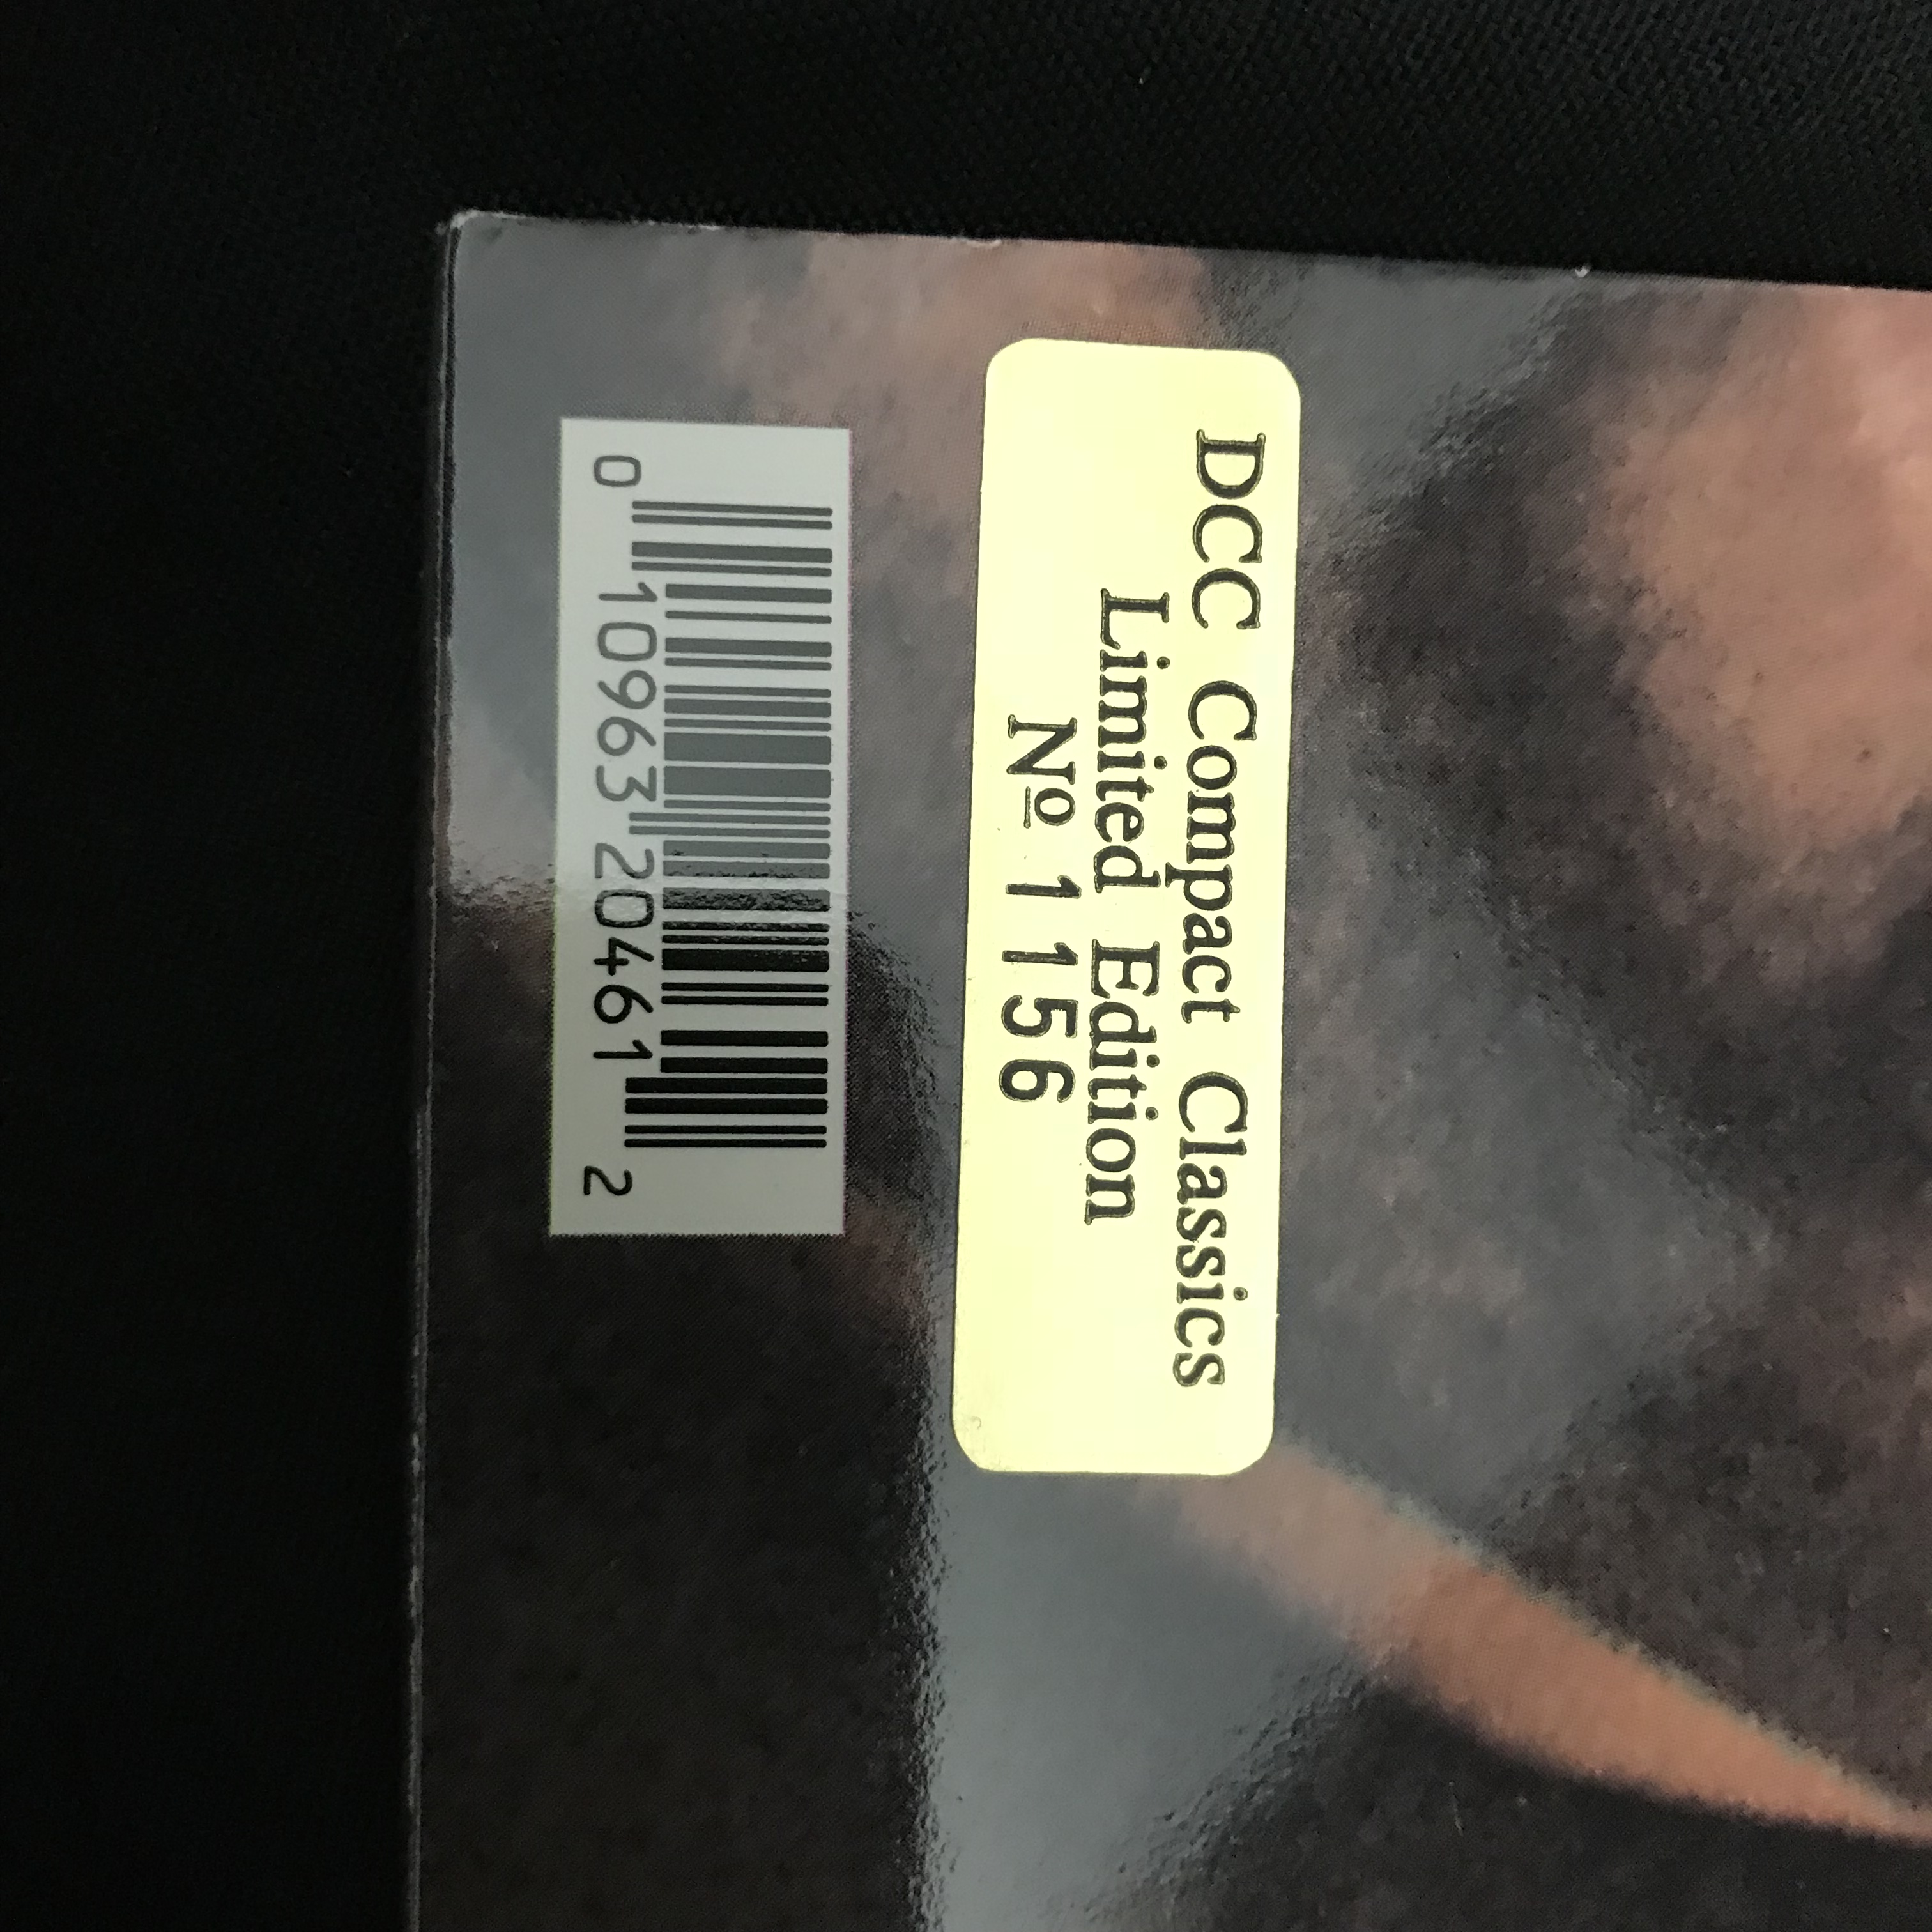 DCC Compact Classics
Limited Edition
Nº 1156
0 10963 20461 2